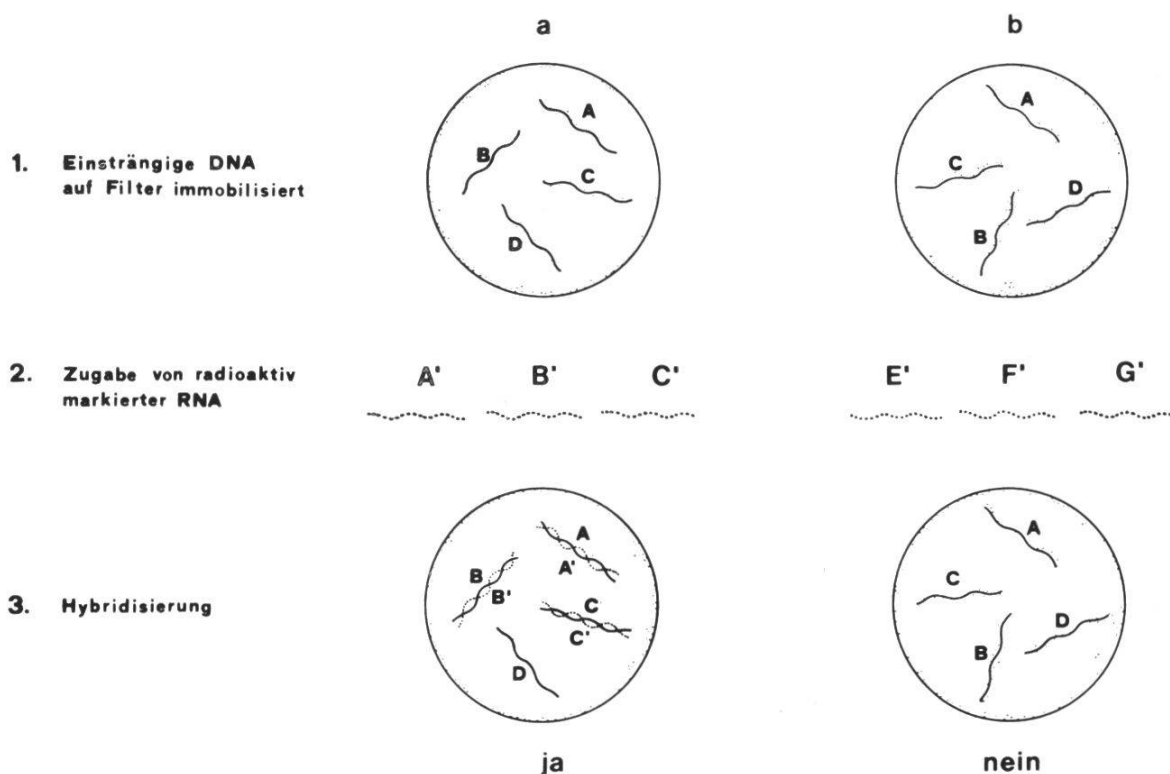 a b
A
B
C
D
A
C
D
B
1. Einsträngige DNA
auf Filter immobilisiert
2. Zugabe von radioaktiv
markierter RNA
A' B' C' E' F' G'
3. Hybridisierung
A
A'
B
B'
C
C'
D
A
C
D
B
ja nein